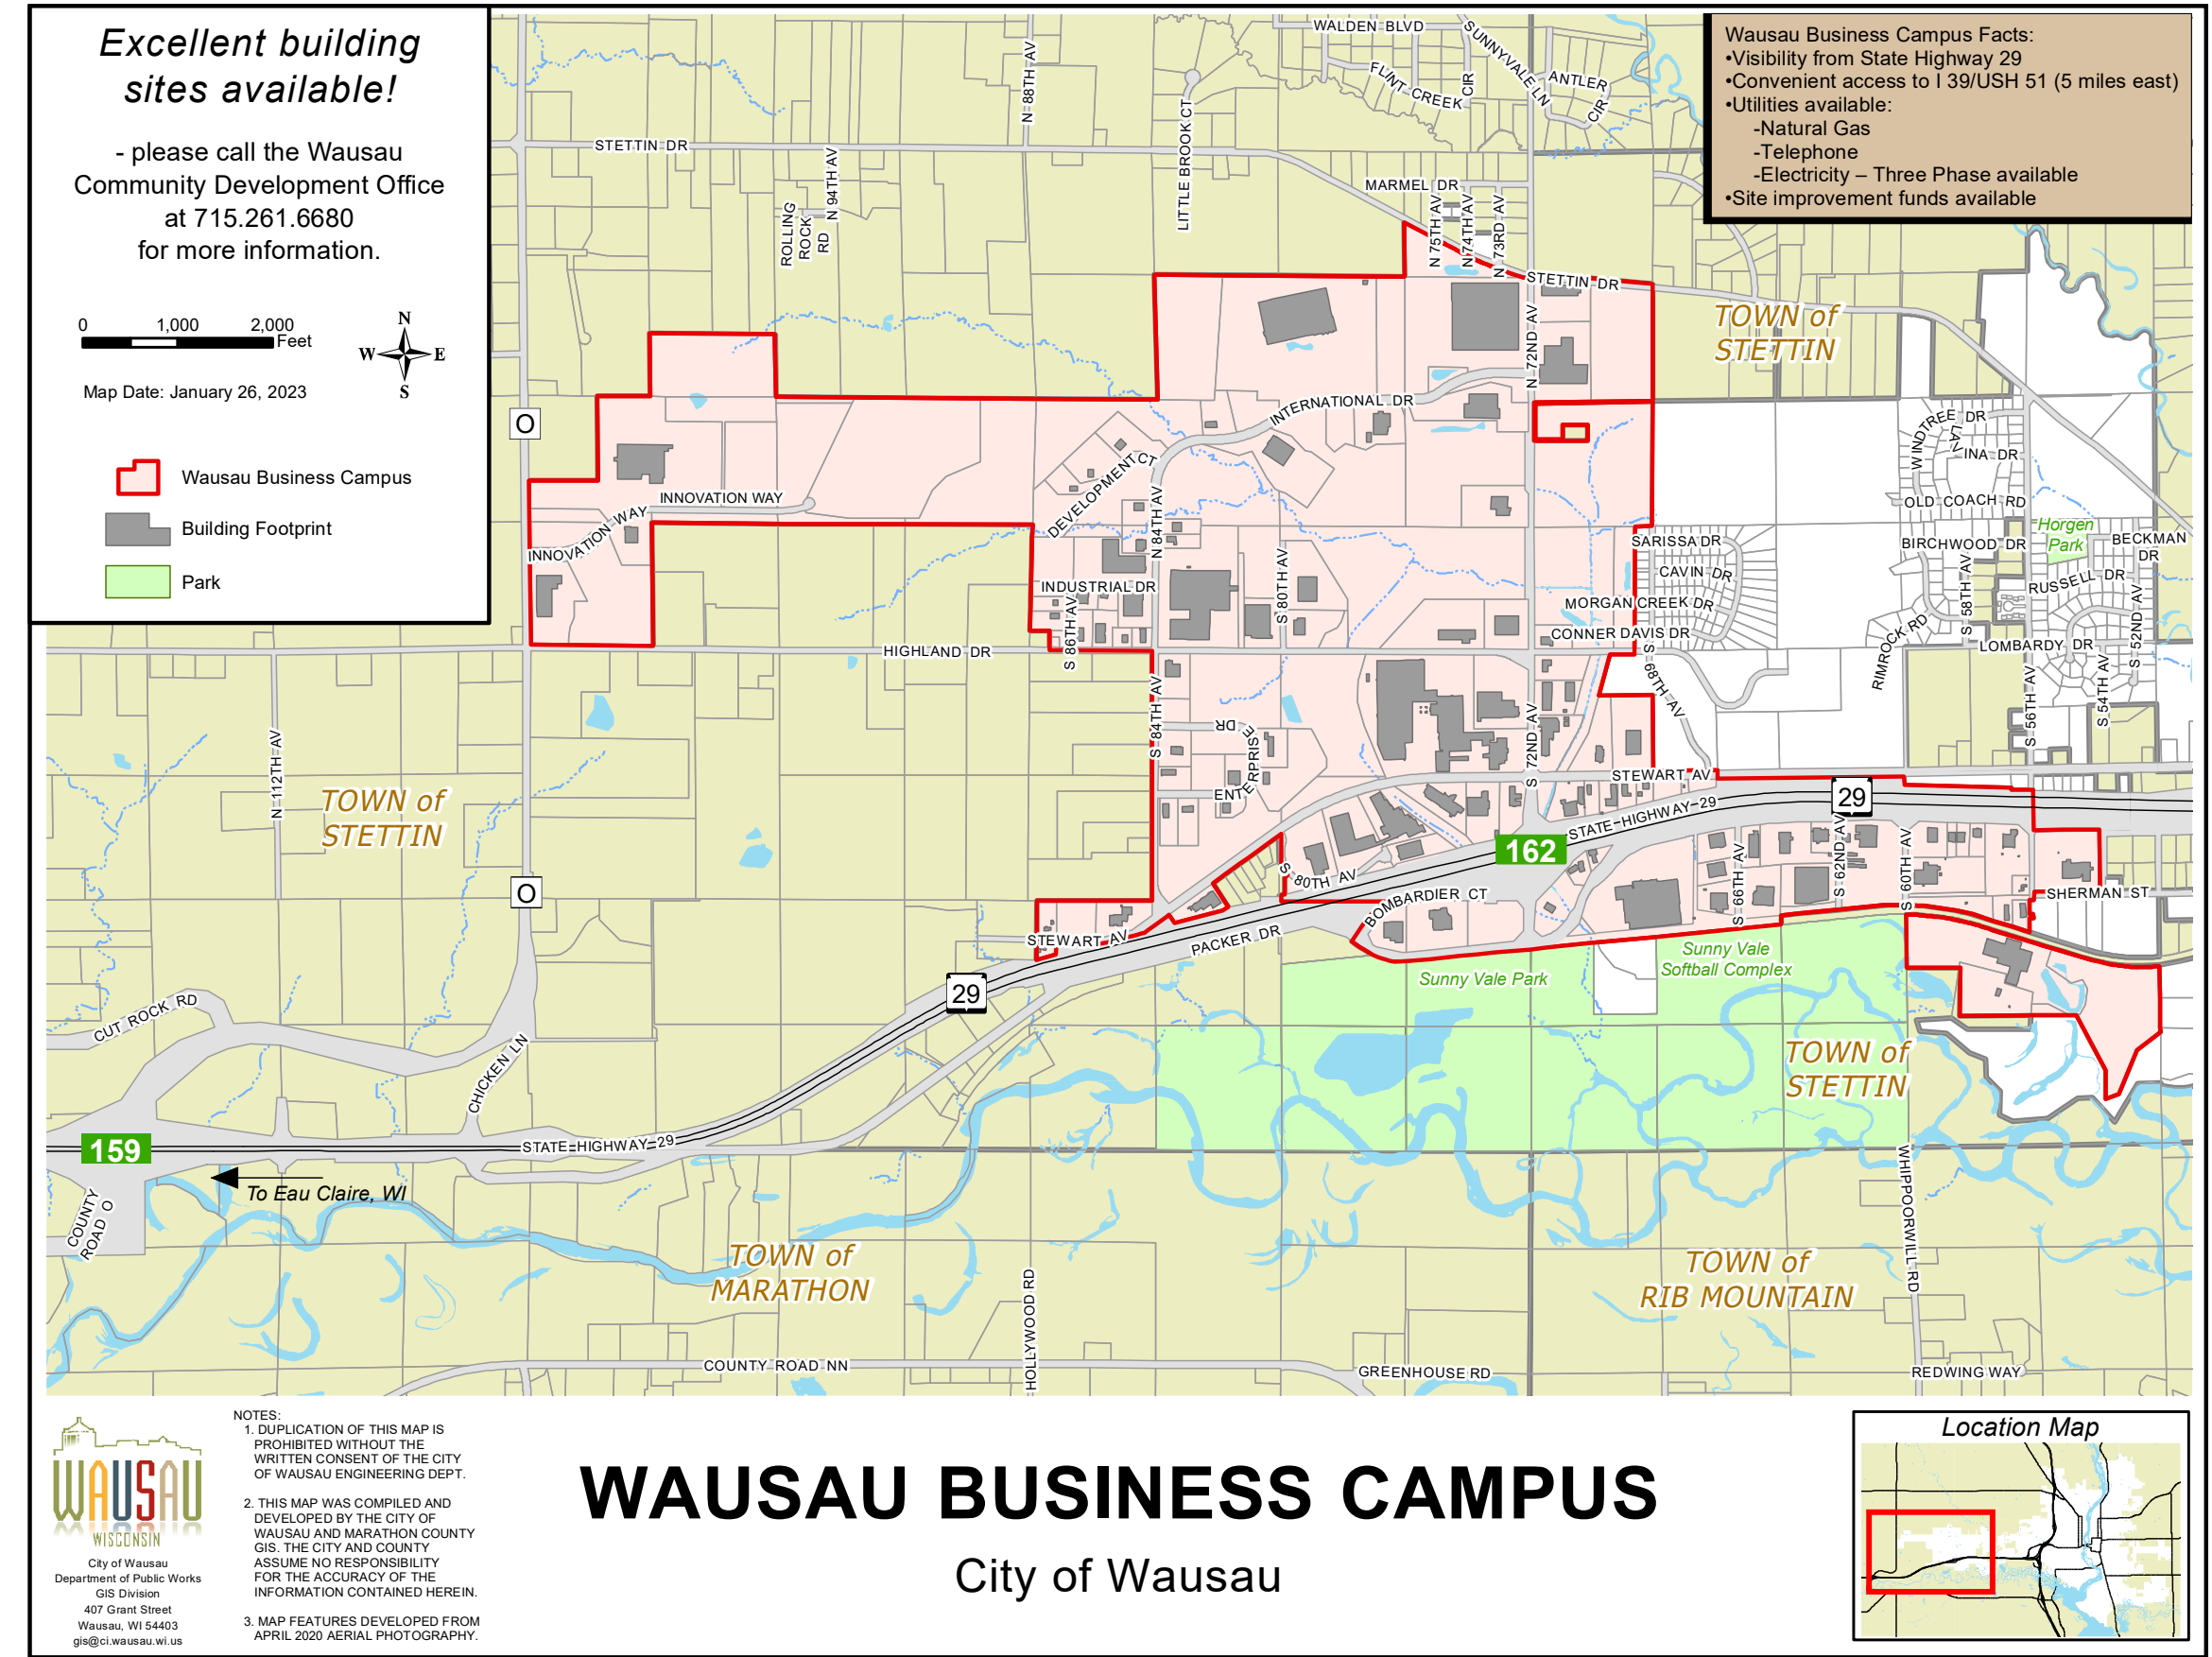 Excellent building
sites available!
- please call the Wausau
Community Development Office
at 715.261.6680
for more information.
0 1,000 2,000
Feet
N
W E
S
Map Date: January 26, 2023
Wausau Business Campus
Building Footprint
Park
Wausau Business Campus Facts:
•Visibility from State Highway 29
•Convenient access to I 39/USH 51 (5 miles east)
•Utilities available:
-Natural Gas
-Telephone
-Electricity – Three Phase available
•Site improvement funds available
WALDEN BLVD
SUNNYVALE LN
FLINT CREEK CIR
ANTLER CIR
N 88TH AV
LITTLE BROOK CT
STETTIN DR
N 94TH AV
ROLLING
ROCK
RD
MARMEL DR
N 75TH AV
N 74TH AV
N 73RD AV
STETTIN DR
TOWN of
STETTIN
N 72ND AV
INTERNATIONAL DR
O
DEVELOPMENT CT
INNOVATION WAY
INNOVATION WAY
N 84TH AV
WINDTREE DR
LAN
INA DR
OLD COACH RD
Horgen
Park
BECKMAN
DR
BIRCHWOOD DR
SARISSA DR
CAVIN DR
S 80TH AV
INDUSTRIAL DR
S 86TH AV
RUSSELL DR
S 58TH AV
S 52ND AV
MORGAN CREEK DR
CONNER DAVIS DR
RIMROCK RD
LOMBARDY DR
HIGHLAND DR
S 68TH AV
S 56TH AV
S 54TH AV
S 84TH AV
S 72ND AV
N 112TH AV
ENTERPRISE DR
STEWART AV
TOWN of
STETTIN
29
STATE HIGHWAY 29
162
S 80TH AV
BOMBARDIER CT
S 66TH AV
S 62ND AV
S 60TH AV
SHERMAN ST
O
STEWART AV
PACKER DR
Sunny Vale
Softball Complex
Sunny Vale Park
29
CUT ROCK RD
CHICKEN LN
TOWN of
STETTIN
159
STATE HIGHWAY 29
To Eau Claire, WI
COUNTY
ROAD O
WHIPPOORWILL RD
TOWN of
MARATHON
TOWN of
RIB MOUNTAIN
HOLLYWOOD RD
COUNTY ROAD NN
GREENHOUSE RD
REDWING WAY
WAUSAU
WISCONSIN
City of Wausau
Department of Public Works
GIS Division
407 Grant Street
Wausau, WI 54403
gis@ci.wausau.wi.us
NOTES:
1. DUPLICATION OF THIS MAP IS
PROHIBITED WITHOUT THE
WRITTEN CONSENT OF THE CITY
OF WAUSAU ENGINEERING DEPT.
2. THIS MAP WAS COMPILED AND
DEVELOPED BY THE CITY OF
WAUSAU AND MARATHON COUNTY
GIS. THE CITY AND COUNTY
ASSUME NO RESPONSIBILITY
FOR THE ACCURACY OF THE
INFORMATION CONTAINED HEREIN.
3. MAP FEATURES DEVELOPED FROM
APRIL 2020 AERIAL PHOTOGRAPHY.
WAUSAU BUSINESS CAMPUS
City of Wausau
Location Map